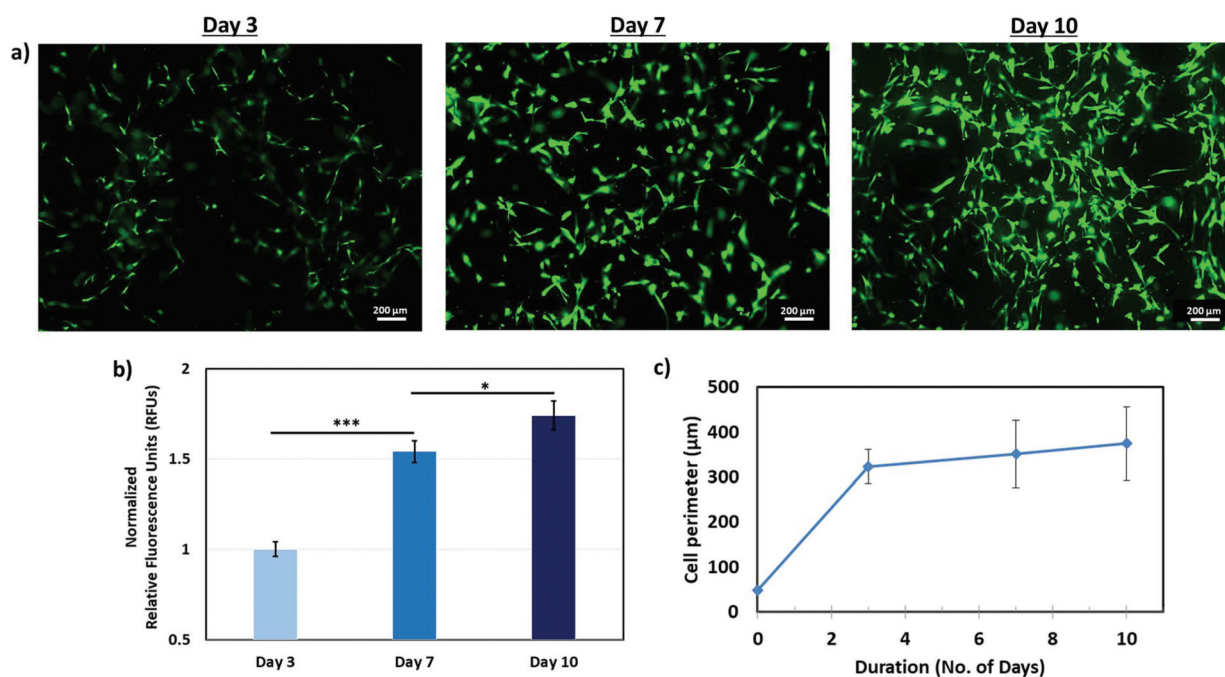 Day 3
Day 7
Day 10
a)
200 µm
200 µm
200 µm
b)
Normalized
Relative Fluorescence Units (RFUs)
2
1.5
1
0.5
***
*
Day 3
Day 7
Day 10
c)
Cell perimeter (µm)
500
400
300
200
100
0
0
2
4
6
8
10
Duration (No. of Days)